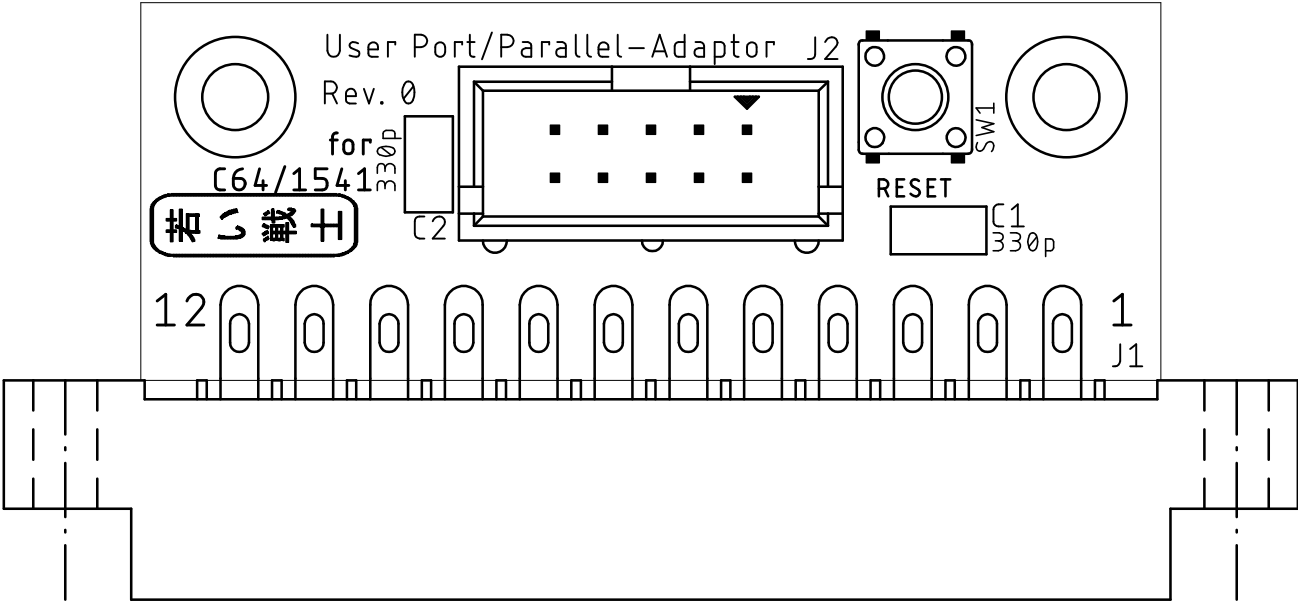 User Port/Parallel-Adaptor
J2
Rev. 0
for
330p
C64/1541
SW1
RESET
若い戦士
C2
C1
330p
12
1
J1